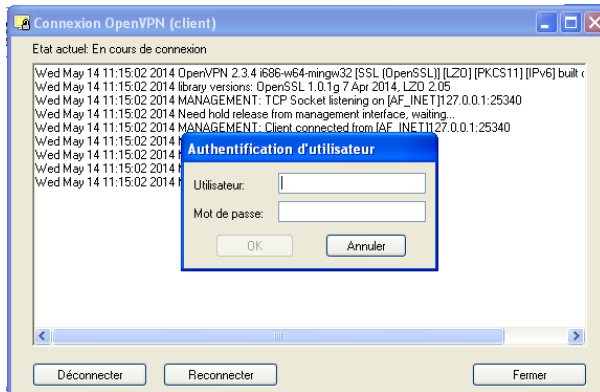 Connexion OpenVPN (client)
Etat actuel: En cours de connexion
Wed May 14 11:15:02 2014 OpenVPN 2.3.4 i686-w64-mingw32 [SSL (OpenSSL)] [LZO] [PKCS11] [IPv6] built
Wed May 14 11:15:02 2014 library versions: OpenSSL 1.0.1g 7 Apr 2014, LZO 2.05
Wed May 14 11:15:02 2014 MANAGEMENT: TCP Socket listening on [AF_INET]127.0.0.1:25340
Wed May 14 11:15:02 2014 Need hold release from management interface, waiting...
Wed May 14 11:15:02 2014 MANAGEMENT: Client connected from [AF_INET]127.0.0.1:25340
Wed May 14 11:15:02 2014
Wed May 14 11:15:02 2014
Wed May 14 11:15:02 2014
Wed May 14 11:15:02 2014
Authentification d'utilisateur
Utilisateur:
Mot de passe:
OK Annuler
Déconnecter Reconnecter Fermer